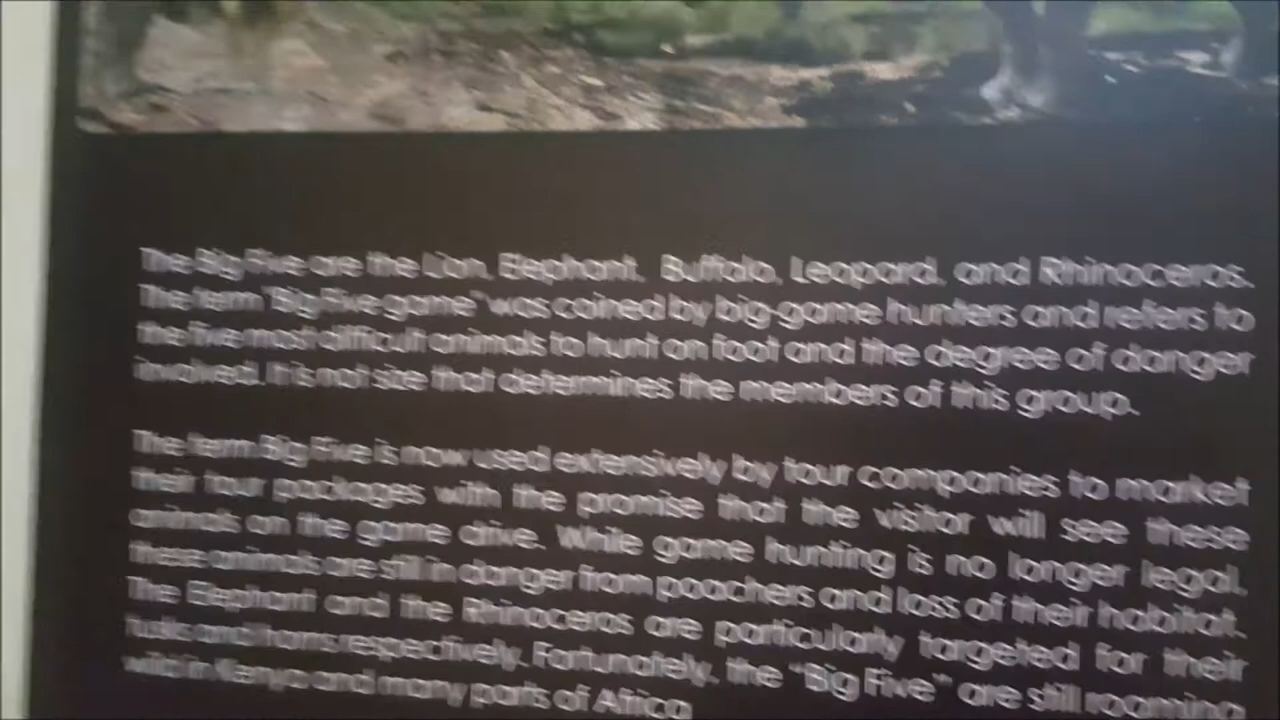 The Big Five are the Lion, Elephant, Buffalo, Leopard, and Rhinoceros.
The term "Big Five game" was coined by big-game hunters and refers to
the five most difficult animals to hunt on foot and the degree of danger
involved. It is not size that determines the members of this group.
The term Big Five is now used extensively by tour companies to market
their tour packages with the promise that the visitor will see these
animals on the game drive. While game hunting is no longer legal,
these animals are still in danger from poachers and loss of their habitat.
The Elephant and the Rhinoceros are particularly targeted for their
tusks and horns respectively. Fortunately, the "Big Five" are still roaming
wild in Kenya and many parts of Africa